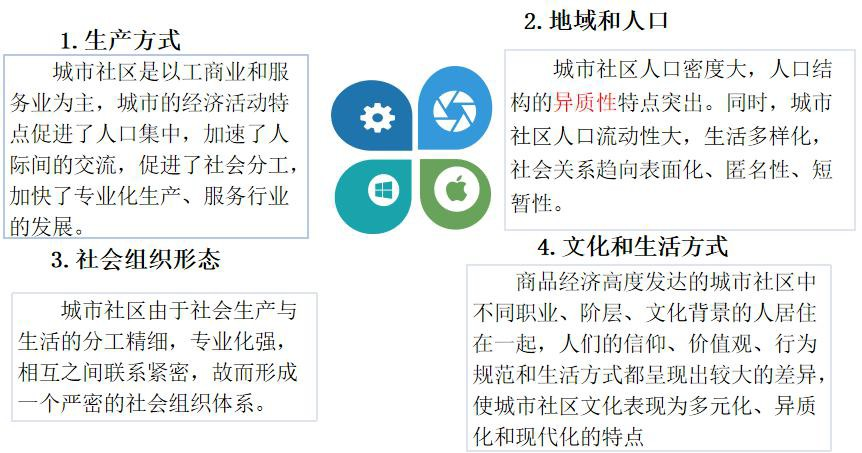 1.生产方式
城市社区是以工商业和服
务业为主，城市的经济活动特
点促进了人口集中，加速了人
际间的交流，促进了社会分工，
加快了专业化生产、服务行业
的发展。
2.地域和人口
城市社区人口密度大，人口结
构的异质性特点突出。同时，城市
社区人口流动性大，生活多样化，
社会关系趋向表面化、匿名性、短
暂性。
3.社会组织形态
城市社区由于社会生产与
生活的分工精细，专业化强，
相互之间联系紧密，故而形成
一个严密的社会组织体系。
4.文化和生活方式
商品经济高度发达的城市社区中
不同职业、阶层、文化背景的人居住
在一起，人们的信仰、价值观、行为
规范和生活方式都呈现出较大的差异，
使城市社区文化表现为多元化、异质
化和现代化的特点